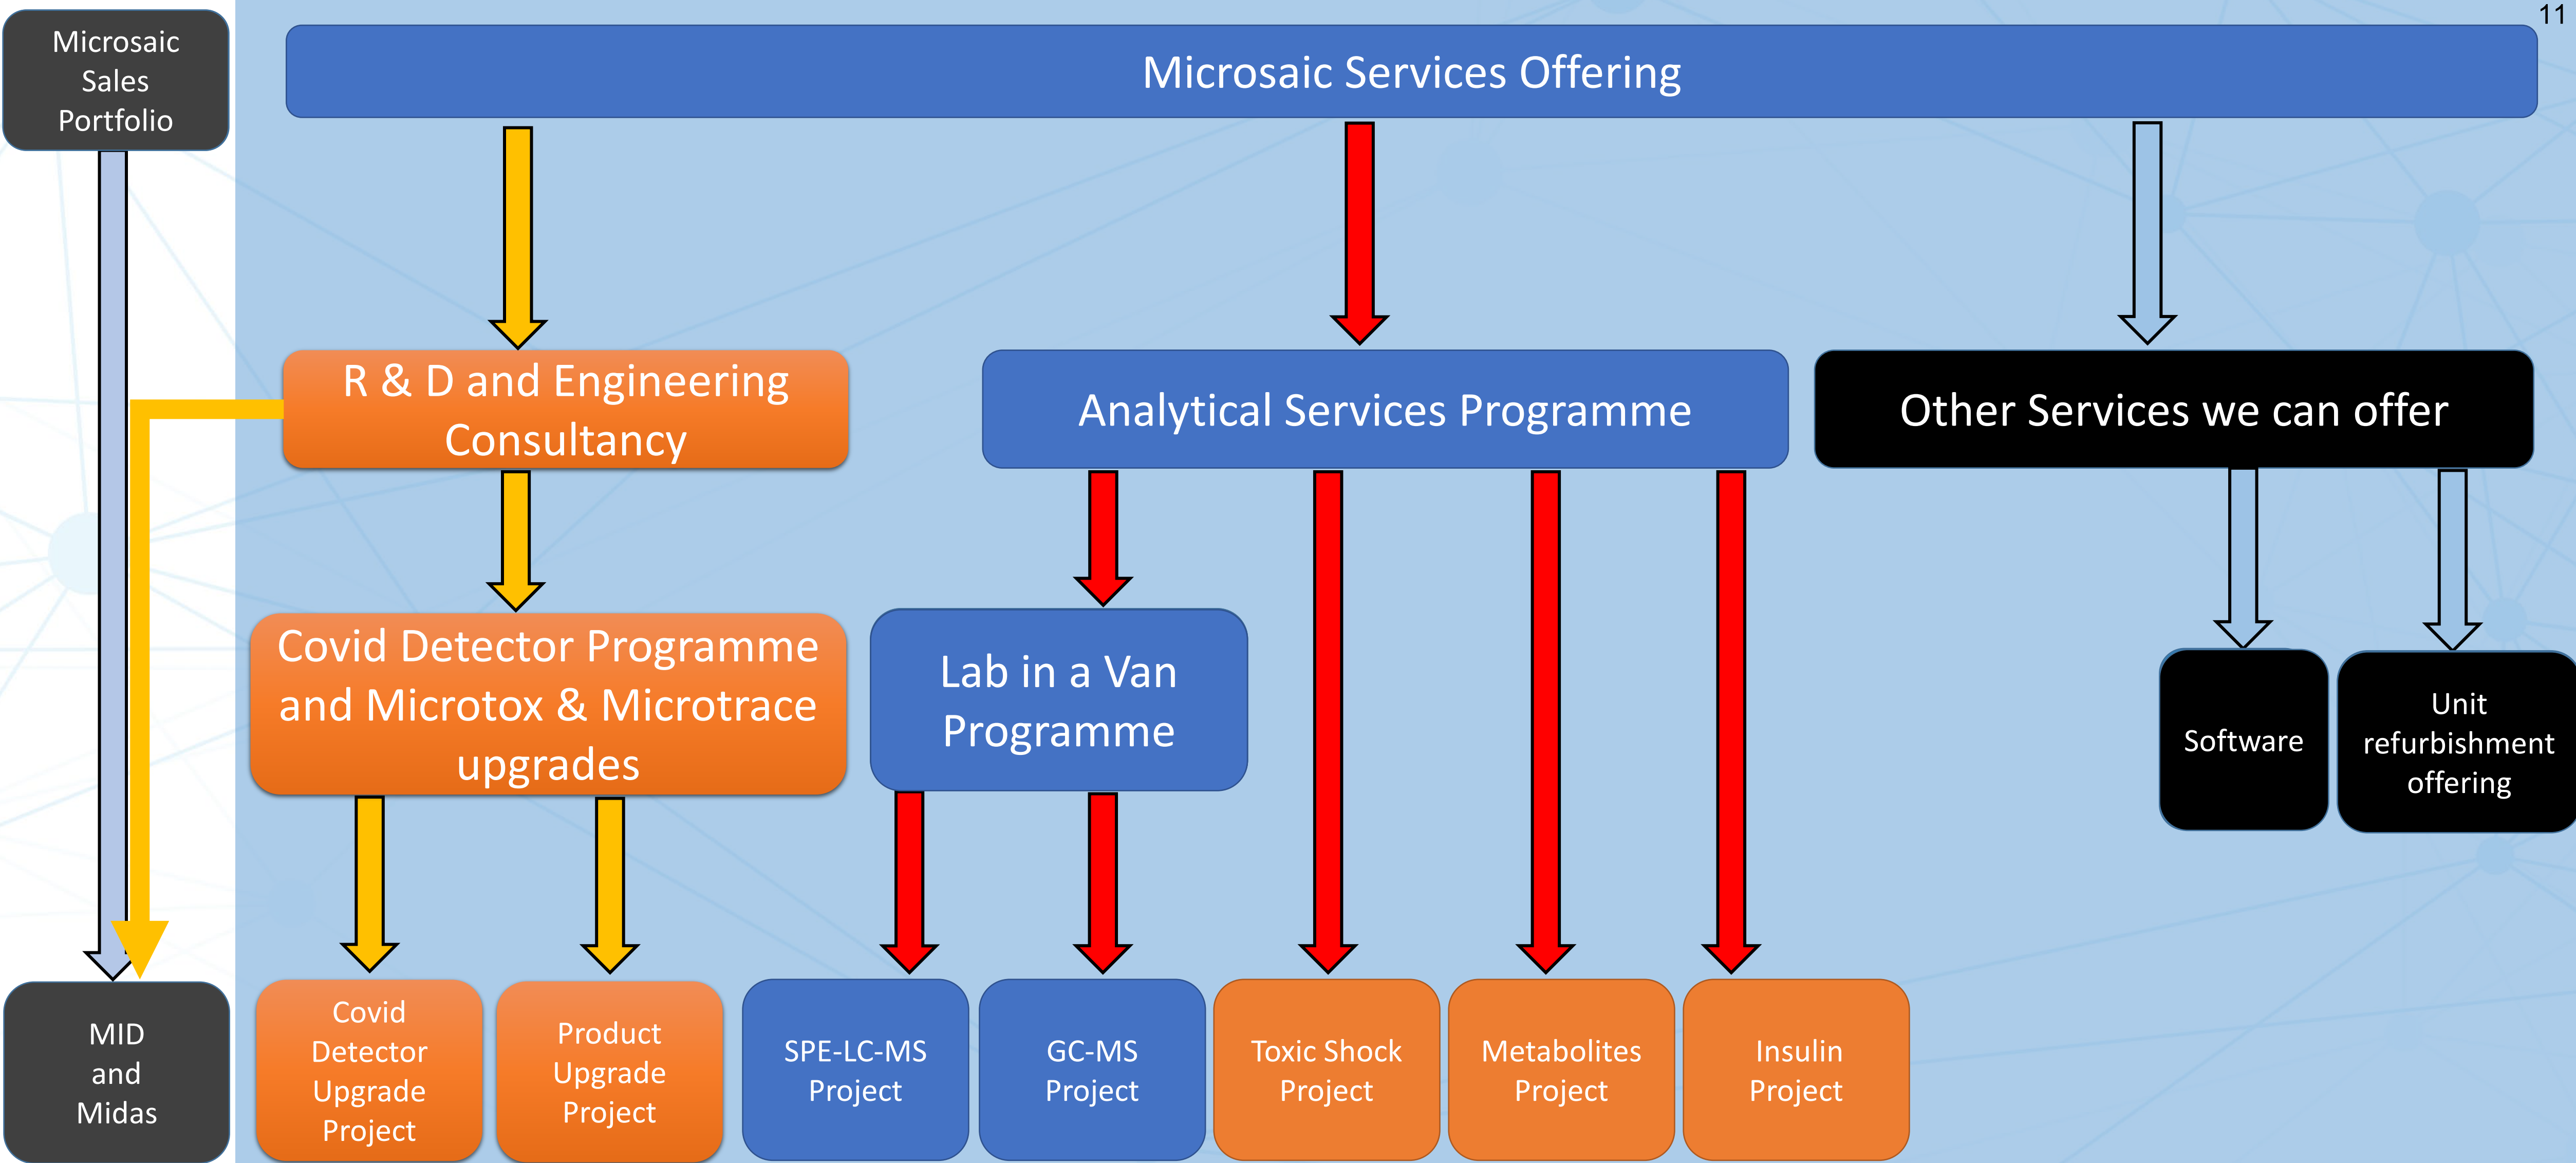 11
Microsaic
Sales
Portfolio
Microsaic Services Offering
R & D and Engineering
Consultancy
Analytical Services Programme
Other Services we can offer
Covid Detector Programme
and Microtox & Microtrace
upgrades
Lab in a Van
Programme
Software
Unit
refurbishment
offering
MID
and
Midas
Covid
Detector
Upgrade
Project
Product
Upgrade
Project
SPE-LC-MS
Project
GC-MS
Project
Toxic Shock
Project
Metabolites
Project
Insulin
Project